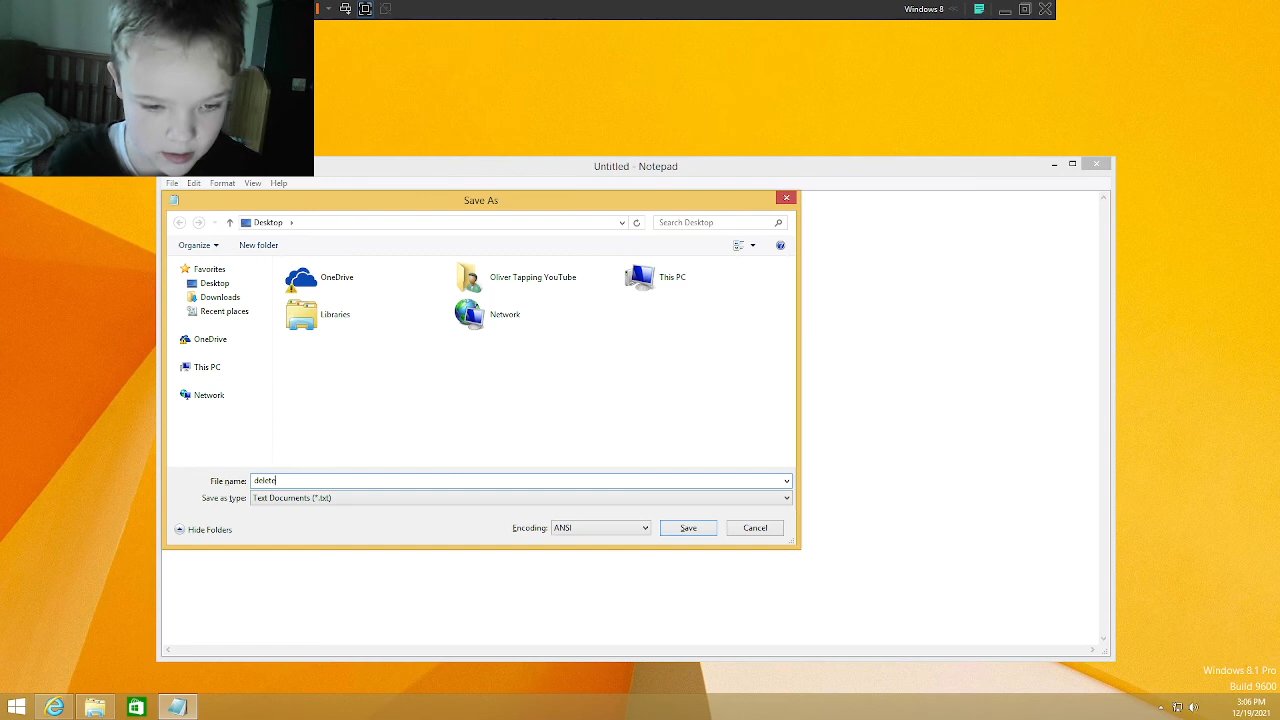 Windows 8
Untitled - Notepad
File Edit Format View Help
Save As
Desktop
Search Desktop
Organize New folder
Favorites
Desktop
Downloads
Recent places
OneDrive
This PC
Network
OneDrive
Oliver Tapping YouTube
This PC
Libraries
Network
File name: delete
Save as type: Text Documents (*.txt)
Hide Folders
Encoding: ANSI
Save
Cancel
Windows 8.1 Pro
Build 9600
3:06 PM
12/19/2021